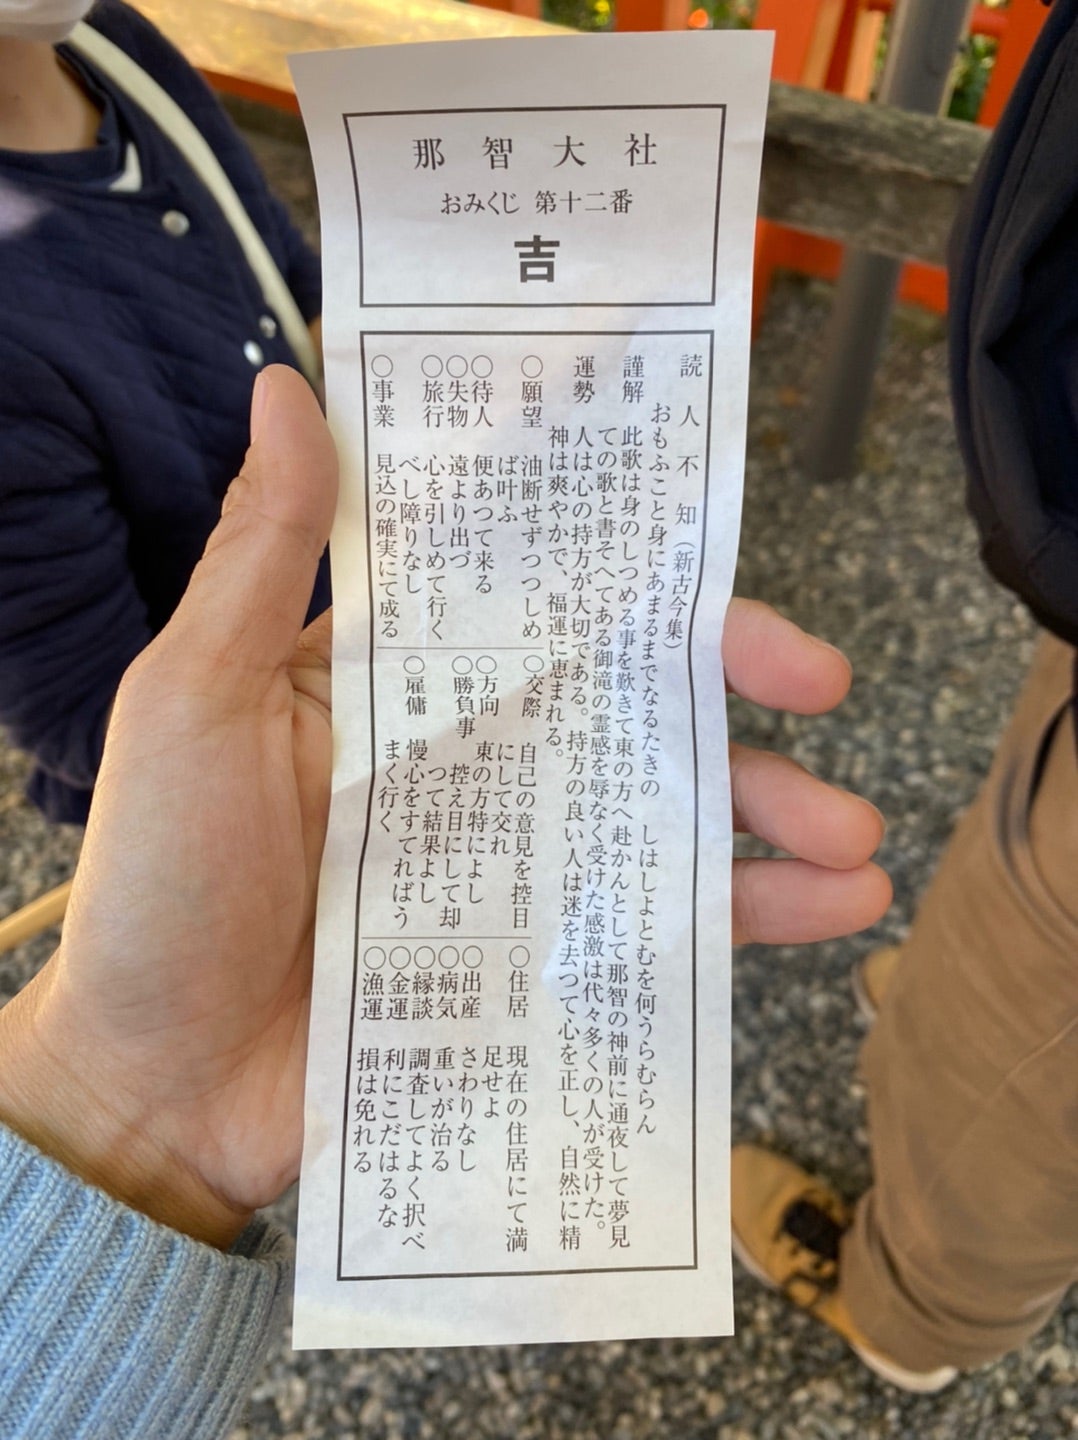 那智大社
おみくじ 第十二番
吉
読人不知（新古今集）
おもふこと身にあまるまでなるたきの　しはしよとむを何うらむらん
謹解　此歌は身のしつめる事を歎きて東の方へ赴かんとして那智の神前に通夜して夢見
ての歌と書そへてある御滝の霊感を辱なく受けた感激は代々多くの人が受けた。
運勢　人は心の持方が大切である。持方の良い人は迷を去つて心を正し、自然に精
神は爽やかで、福運に恵まれる。
○願望　油断せずつつしめ
ば叶ふ
○待人　便あつて来る
○失物　遠より出づ
○旅行　心を引しめて行く
べし障りなし
○事業　見込の確実にて成る
○交際　自己の意見を控目
にして交れ
○方向　東の方特によし
○勝負事　控え目にして却
つて結果よし
○雇傭　慢心をすてればう
まく行く
○住居　現在の住居にて満
足せよ
○出産　さわりなし
○病気　重いが治る
○縁談　調査してよく択べ
○金運　利にこだはるな
○漁運　損は免れる